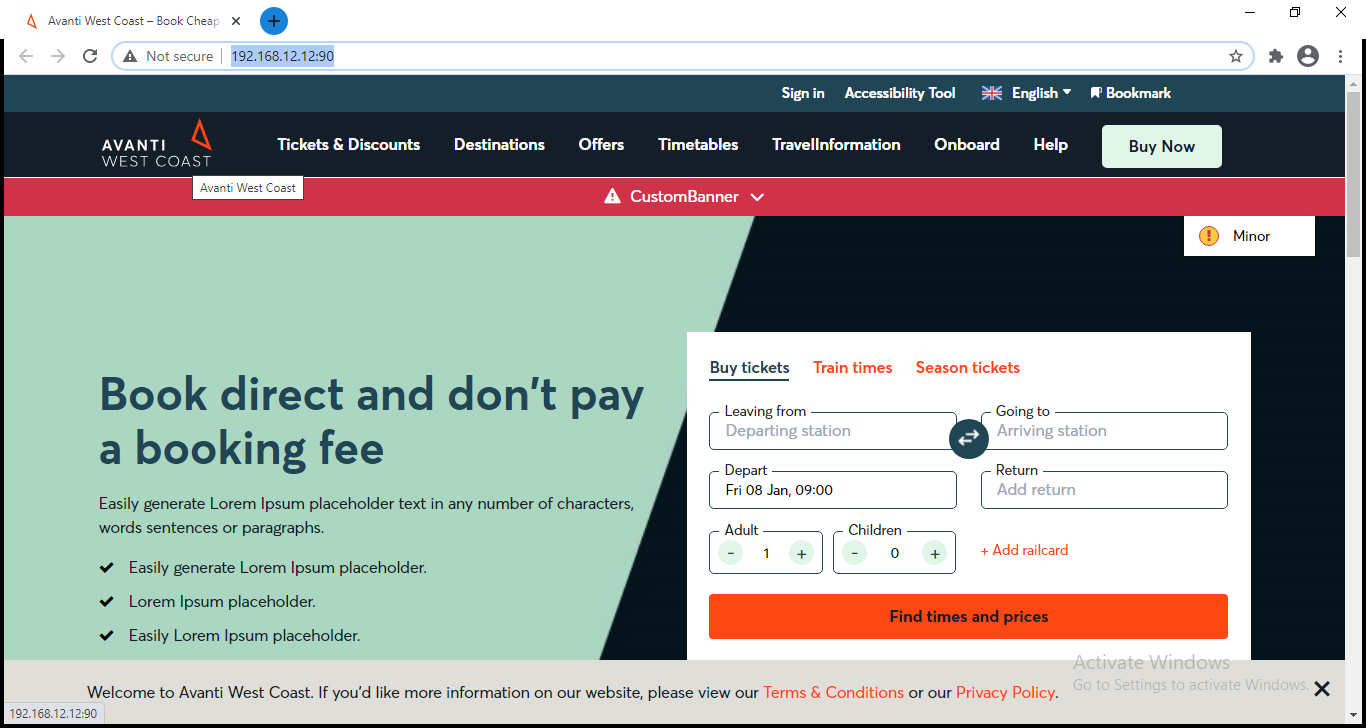 Avanti West Coast – Book Cheap
Not secure 192.168.12.12:90
Sign in Accessibility Tool English Bookmark
AVANTI
WEST COAST
Tickets & Discounts Destinations Offers Timetables TravelInformation Onboard Help Buy Now
Avanti West Coast
CustomBanner
Minor
Book direct and don't pay
a booking fee
Easily generate Lorem Ipsum placeholder text in any number of characters,
words sentences or paragraphs.
Easily generate Lorem Ipsum placeholder.
Lorem Ipsum placeholder.
Easily Lorem Ipsum placeholder.
Buy tickets Train times Season tickets
Leaving from Going to
Departing station Arriving station
Depart Return
Fri 08 Jan, 09:00 Add return
Adult Children
- 1 + - 0 + + Add railcard
Find times and prices
Activate Windows
Go to Settings to activate Windows.
Welcome to Avanti West Coast. If you'd like more information on our website, please view our Terms & Conditions or our Privacy Policy.
192.168.12.12:90